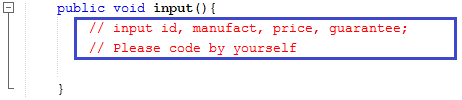 public void input(){
// input id, manufact, price, guarantee;
// Please code by yourself
}